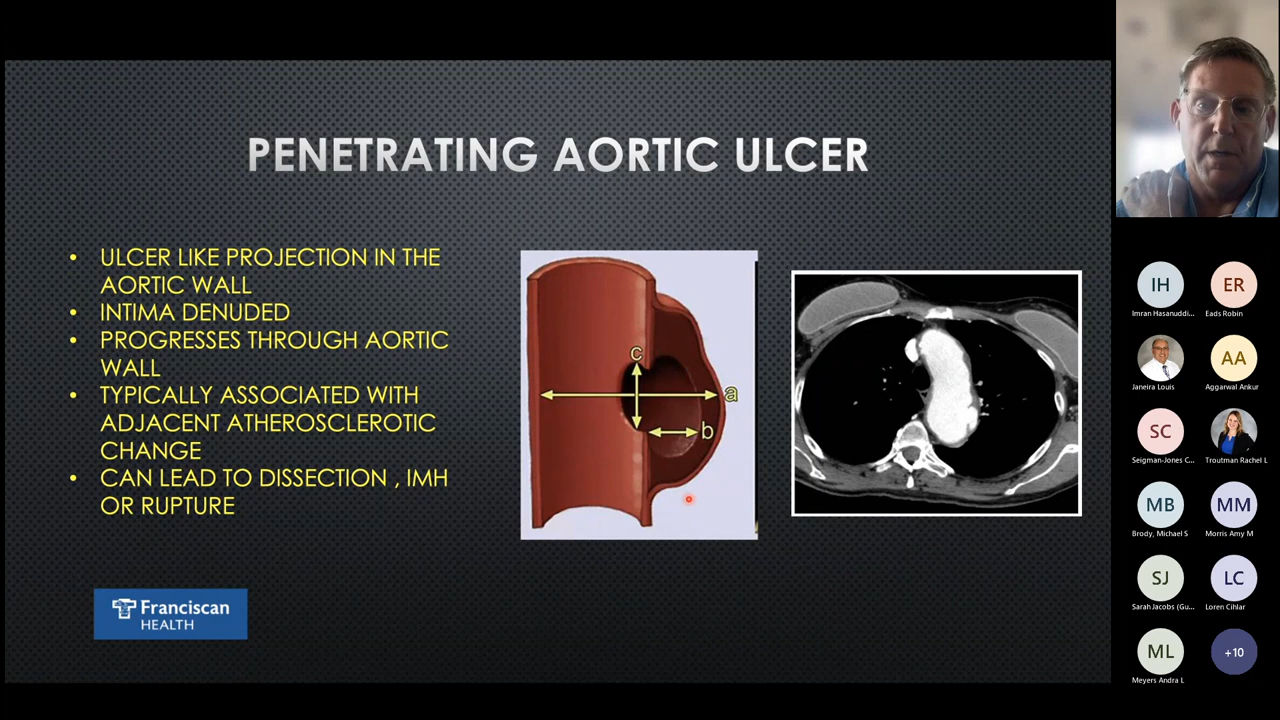 PENETRATING AORTIC ULCER
• ULCER LIKE PROJECTION IN THE
AORTIC WALL
• INTIMA DENUDED
• PROGRESSES THROUGH AORTIC
WALL
• TYPICALLY ASSOCIATED WITH
ADJACENT ATHEROSCLEROTIC
CHANGE
• CAN LEAD TO DISSECTION , IMH
OR RUPTURE
c
a
b
Franciscan
HEALTH
IH
Imran Hasanuddi...
ER
Eads Robin
Janeira Louis
AA
Aggarwal Ankur
SC
Seigman-Jones C...
Troutman Rachel L
MB
Brody, Michael S
MM
Morris Amy M
SJ
Sarah Jacobs (Gu...
LC
Loren Cihlar
ML
Meyers Andra L
+10